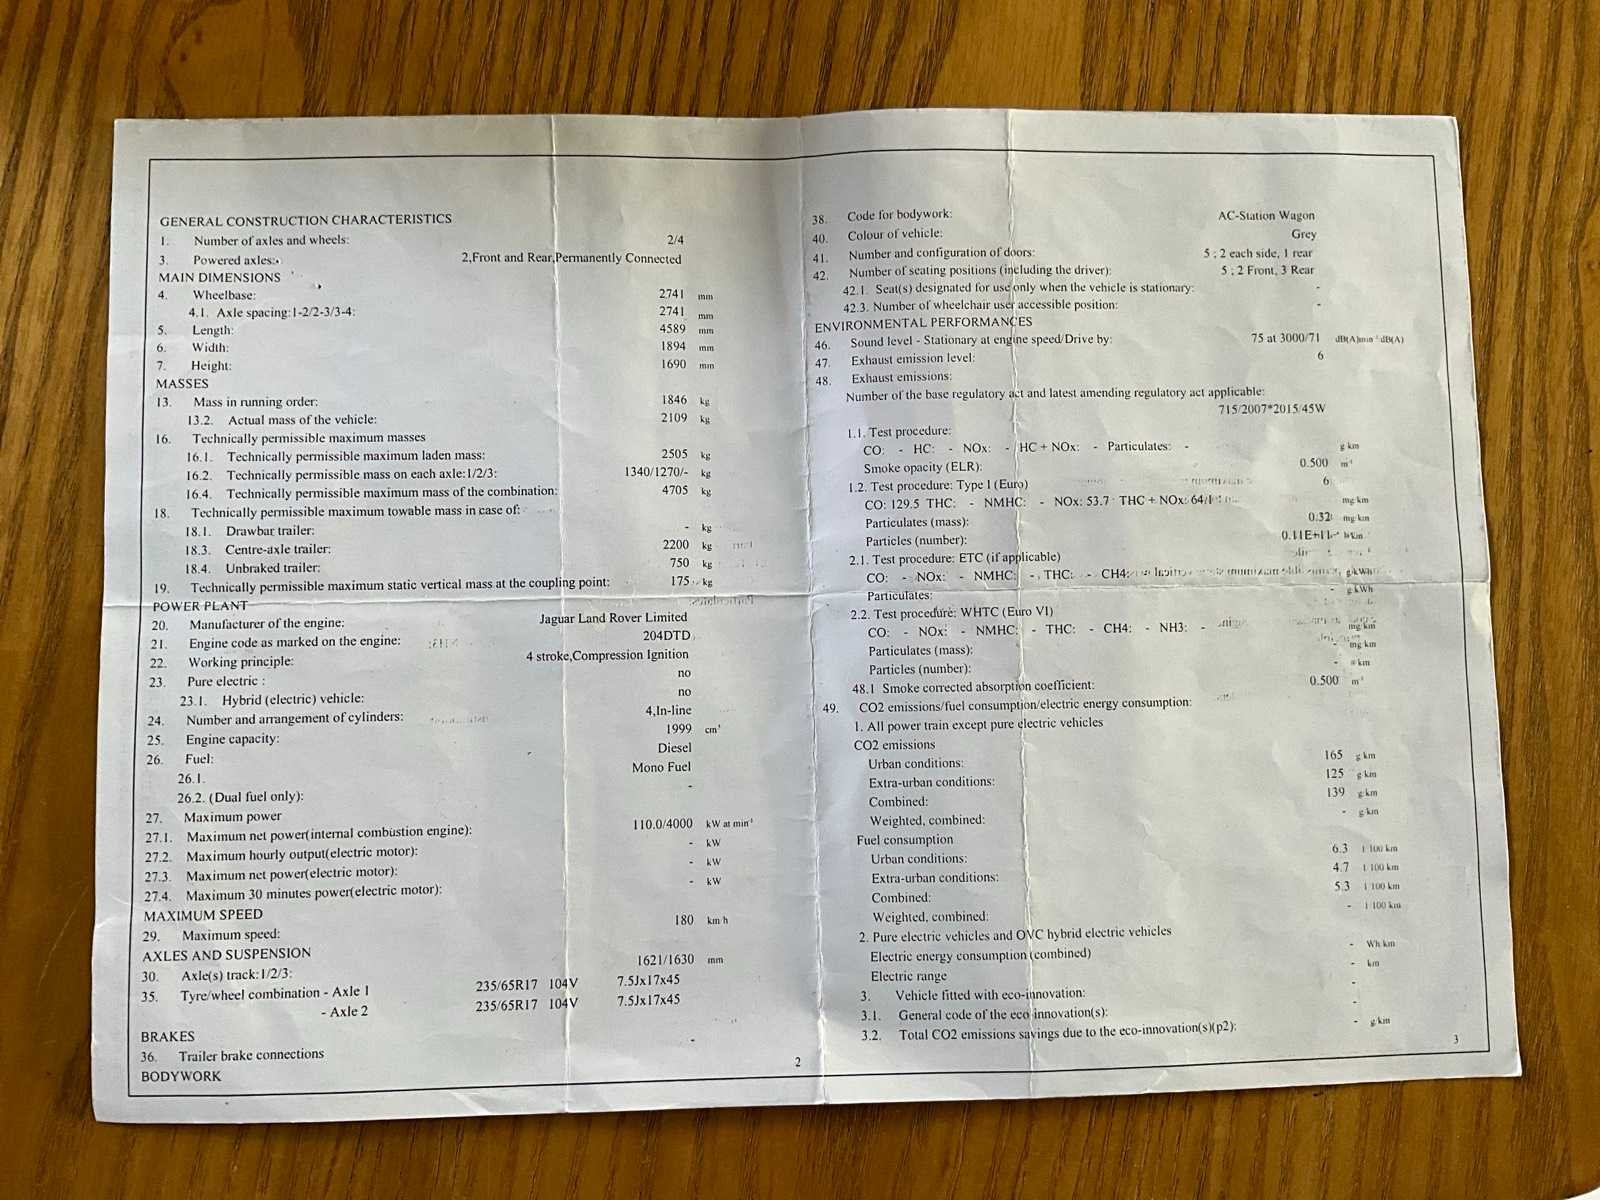 GENERAL CONSTRUCTION CHARACTERISTICS
1. Number of axles and wheels: 2/4
3. Powered axles: 2,Front and Rear,Permanently Connected
MAIN DIMENSIONS
4. Wheelbase: 2741 mm
4.1. Axle spacing:1-2/2-3/3-4: 2741 mm
5. Length: 4589 mm
6. Width: 1894 mm
7. Height: 1690 mm
MASSES
13. Mass in running order: 1846 kg
13.2. Actual mass of the vehicle: 2109 kg
16. Technically permissible maximum masses
16.1. Technically permissible maximum laden mass: 2505 kg
16.2. Technically permissible mass on each axle:1/2/3: 1340/1270/- kg
16.4. Technically permissible maximum mass of the combination: 4705 kg
18. Technically permissible maximum towable mass in case of:
18.1. Drawbar trailer: - kg
18.3. Centre-axle trailer: 2200 kg
18.4. Unbraked trailer: 750 kg
19. Technically permissible maximum static vertical mass at the coupling point: 175 kg
POWER PLANT
20. Manufacturer of the engine: Jaguar Land Rover Limited
21. Engine code as marked on the engine: 204DTD
22. Working principle: 4 stroke,Compression Ignition
23. Pure electric : no
23.1. Hybrid (electric) vehicle: no
24. Number and arrangement of cylinders: 4,In-line
25. Engine capacity: 1999 cm³
26. Fuel: Diesel
26.1. Mono Fuel
26.2. (Dual fuel only): -
27. Maximum power
27.1. Maximum net power(internal combustion engine): 110.0/4000 kW at min⁻¹
27.2. Maximum hourly output(electric motor): - kW
27.3. Maximum net power(electric motor): - kW
27.4. Maximum 30 minutes power(electric motor): - kW
MAXIMUM SPEED
29. Maximum speed: 180 km/h
AXLES AND SUSPENSION
30. Axle(s) track:1/2/3: 1621/1630 mm
35. Tyre/wheel combination - Axle 1 235/65R17 104V 7.5Jx17x45
- Axle 2 235/65R17 104V 7.5Jx17x45
BRAKES
36. Trailer brake connections -
BODYWORK
2
38. Code for bodywork: AC-Station Wagon
40. Colour of vehicle: Grey
41. Number and configuration of doors: 5 ; 2 each side, 1 rear
42. Number of seating positions (including the driver): 5 ; 2 Front, 3 Rear
42.1. Seat(s) designated for use only when the vehicle is stationary: -
42.3. Number of wheelchair user accessible position: -
ENVIRONMENTAL PERFORMANCES
46. Sound level - Stationary at engine speed/Drive by: 75 at 3000/71 dB(A)min⁻¹ dB(A)
47. Exhaust emission level: 6
48. Exhaust emissions:
Number of the base regulatory act and latest amending regulatory act applicable:
715/2007*2015/45W
1.1. Test procedure:
CO: - HC: - NOx: - HC + NOx: - Particulates: - g/km
Smoke opacity (ELR): 0.500 m⁻¹
1.2. Test procedure: Type I (Euro) 6
CO: 129.5 THC: - NMHC: - NOx: 53.7 THC + NOx: mg/km
Particulates (mass): 0.32 mg/km
Particles (number): 0.11E+11
2.1. Test procedure: ETC (if applicable)
CO: - NOx: - NMHC: - THC: - CH4: g/kWh
Particulates: - g/kWh
2.2. Test procedure: WHTC (Euro VI)
CO: - NOx: - NMHC: - THC: - CH4: - NH3: - mg/km
Particulates (mass): - mg/km
Particles (number): - #/km
48.1 Smoke corrected absorption coefficient: 0.500 m⁻¹
49. CO2 emissions/fuel consumption/electric energy consumption:
1. All power train except pure electric vehicles
CO2 emissions
Urban conditions: 165 g/km
Extra-urban conditions: 125 g/km
Combined: 139 g/km
Weighted, combined: - g/km
Fuel consumption
Urban conditions: 6.3 l/100 km
Extra-urban conditions: 4.7 l/100 km
Combined: 5.3 l/100 km
Weighted, combined: - l/100 km
2. Pure electric vehicles and OVC hybrid electric vehicles
Electric energy consumption (combined) - Wh/km
Electric range - km
3. Vehicle fitted with eco-innovation: -
3.1. General code of the eco innovation(s): -
3.2. Total CO2 emissions savings due to the eco-innovation(s)(p2): - g/km
3